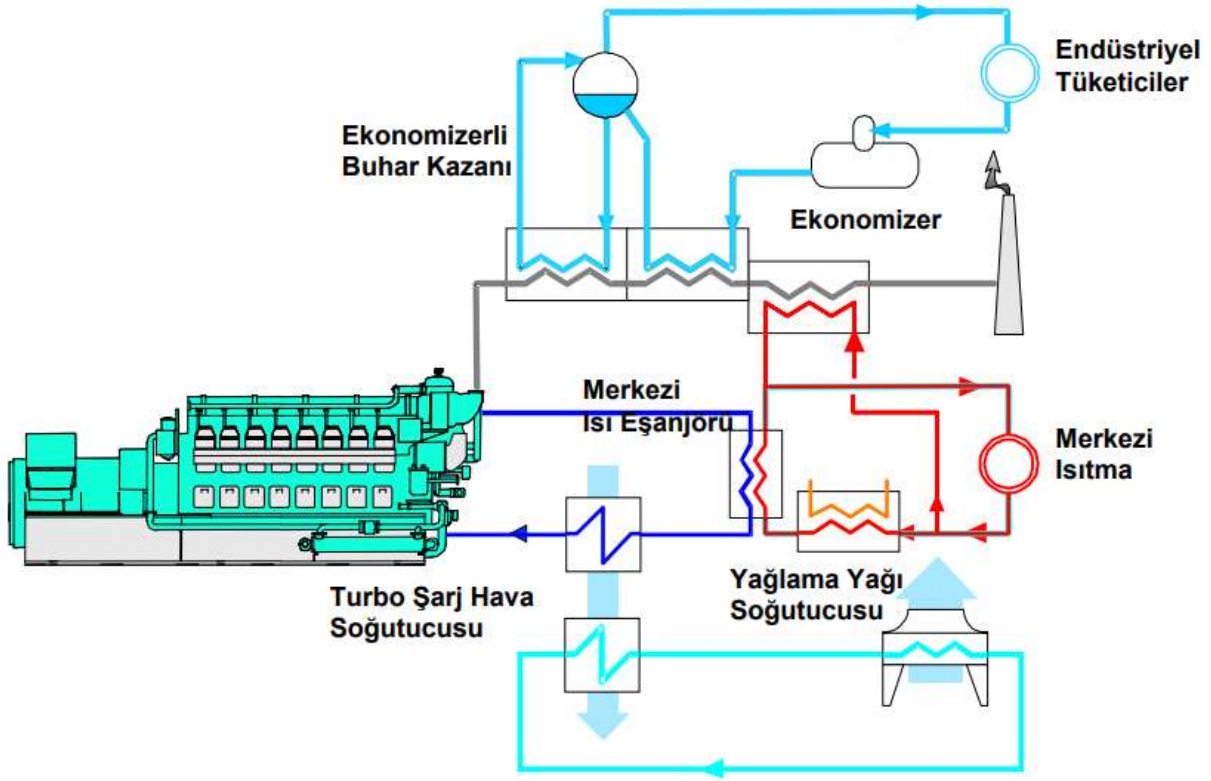 Endüstriyel
Tüketiciler
Ekonomizerli
Buhar Kazanı
Ekonomizer
Merkezi
Isı Eşanjörü
Merkezi
Isıtma
Yağlama Yağı
Soğutucusu
Turbo Şarj Hava
Soğutucusu